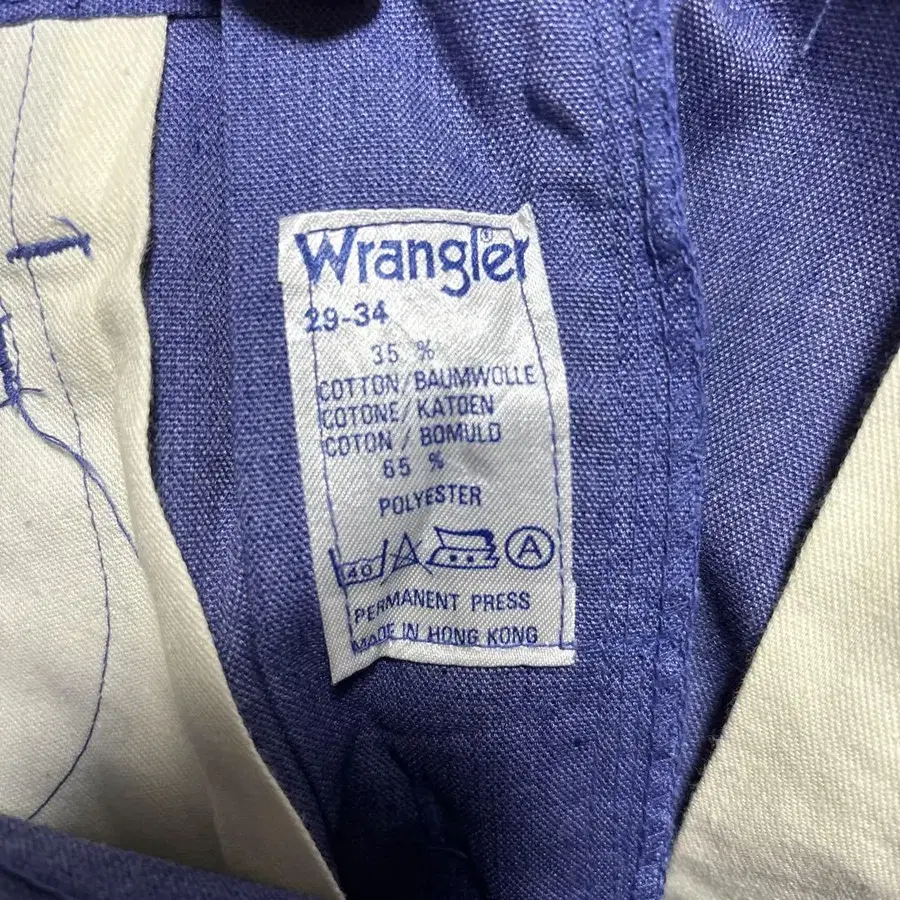 Wrangler®
29-34
35 %
COTTON/BAUMWOLLE
COTONE/KATOEN
COTON/BOMULD
65 %
POLYESTER
40 A
PERMANENT PRESS
MADE IN HONG KONG